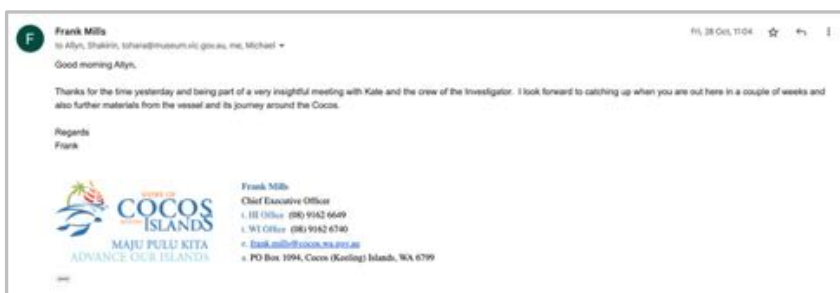 F
Frank Mills
Fri, 28 Oct, 11:04
to Allyn, Shakirin, tohara@museum.vic.gov.au, me, Michael
Good morning Allyn,
Thanks for the time yesterday and being part of a very insightful meeting with Kate and the crew of the Investigator. I look forward to catching up when you are out here in a couple of weeks and
also further materials from the vessel and its journey around the Cocos.
Regards
Frank
SHIRE OF
COCOS
ISLANDS
MAJU PULU KITA
ADVANCE OUR ISLANDS
Frank Mills
Chief Executive Officer
t. HI Office (08) 9162 6649
t. WI Office (08) 9162 6740
e. frank.mills@cocos.wa.gov.au
a. PO Box 1094, Cocos (Keeling) Islands, WA 6799